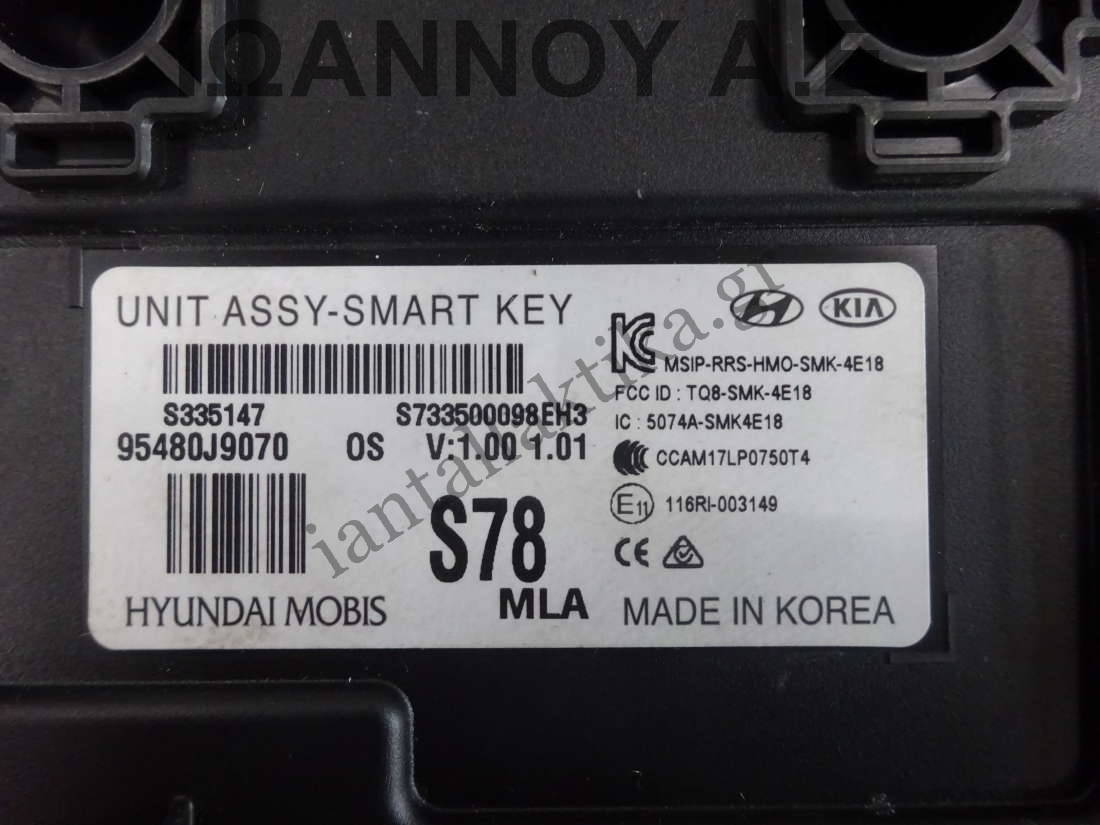 ΙΩΑΝΝΟΥ Α.Σ
UNIT ASSY-SMART KEY
S335147 S733500098EH3
95480J9070 OS V:1.00 1.01
S78
MLA
HYUNDAI MOBIS
KIA
MSIP-RRS-HMO-SMK-4E18
FCC ID : TQ8-SMK-4E18
IC : 5074A-SMK4E18
CCAM17LP0750T4
E11 116RI-003149
CE
MADE IN KOREA
iantallaktika.gr